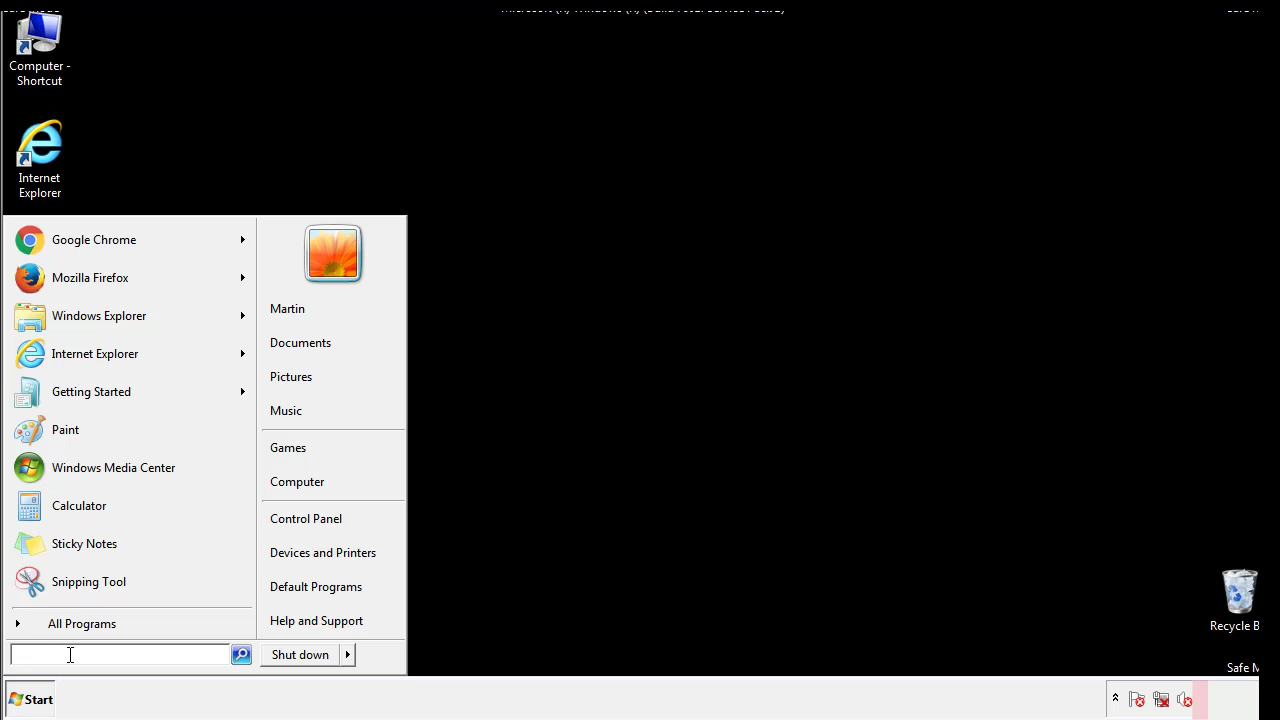 Computer -
Shortcut
Internet
Explorer
Google Chrome
Mozilla Firefox
Windows Explorer
Internet Explorer
Getting Started
Paint
Windows Media Center
Calculator
Sticky Notes
Snipping Tool
All Programs
Martin
Documents
Pictures
Music
Games
Computer
Control Panel
Devices and Printers
Default Programs
Help and Support
Shut down
Recycle B
Safe M
Start